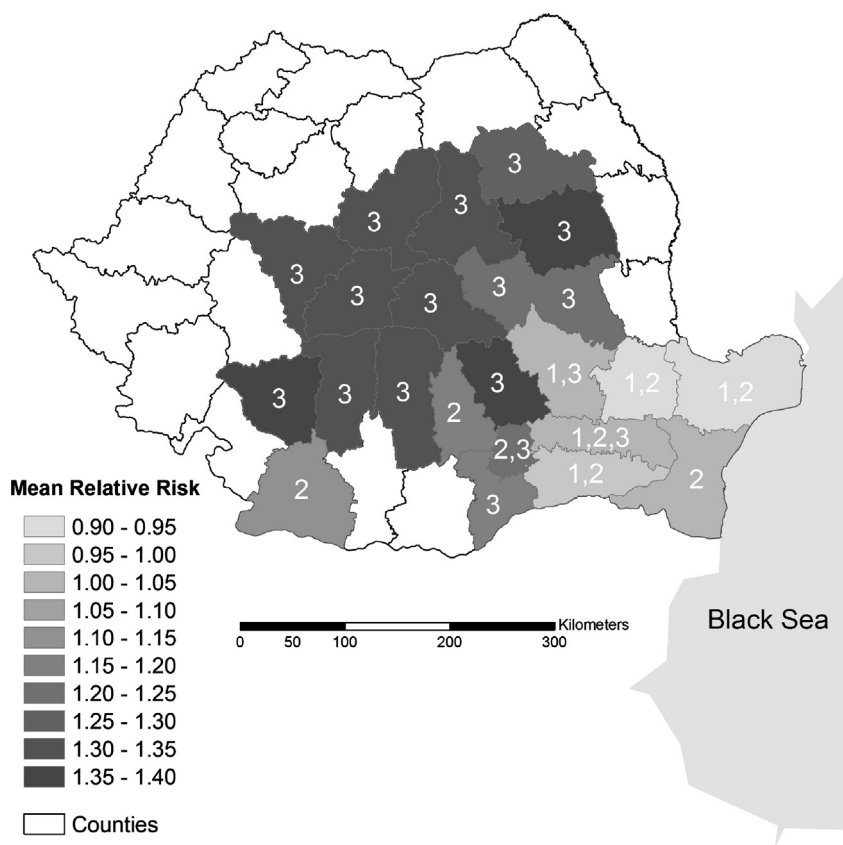 3
3
3
3
3
3
3
3
3
3
1,3
1,2
1,2
3
3
3
3
2
1,2,3
2,3
1,2
2
2
3
Mean Relative Risk
0.90 - 0.95
0.95 - 1.00
1.00 - 1.05
1.05 - 1.10
1.10 - 1.15
1.15 - 1.20
1.20 - 1.25
1.25 - 1.30
1.30 - 1.35
1.35 - 1.40
Counties
Kilometers
0 50 100 200 300
Black Sea